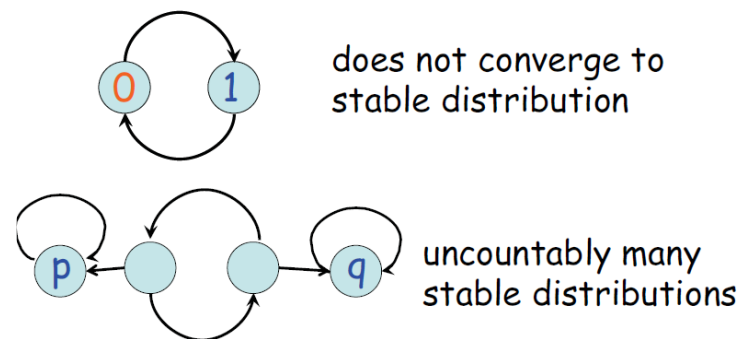 0 1
does not converge to
stable distribution
p q
uncountably many
stable distributions